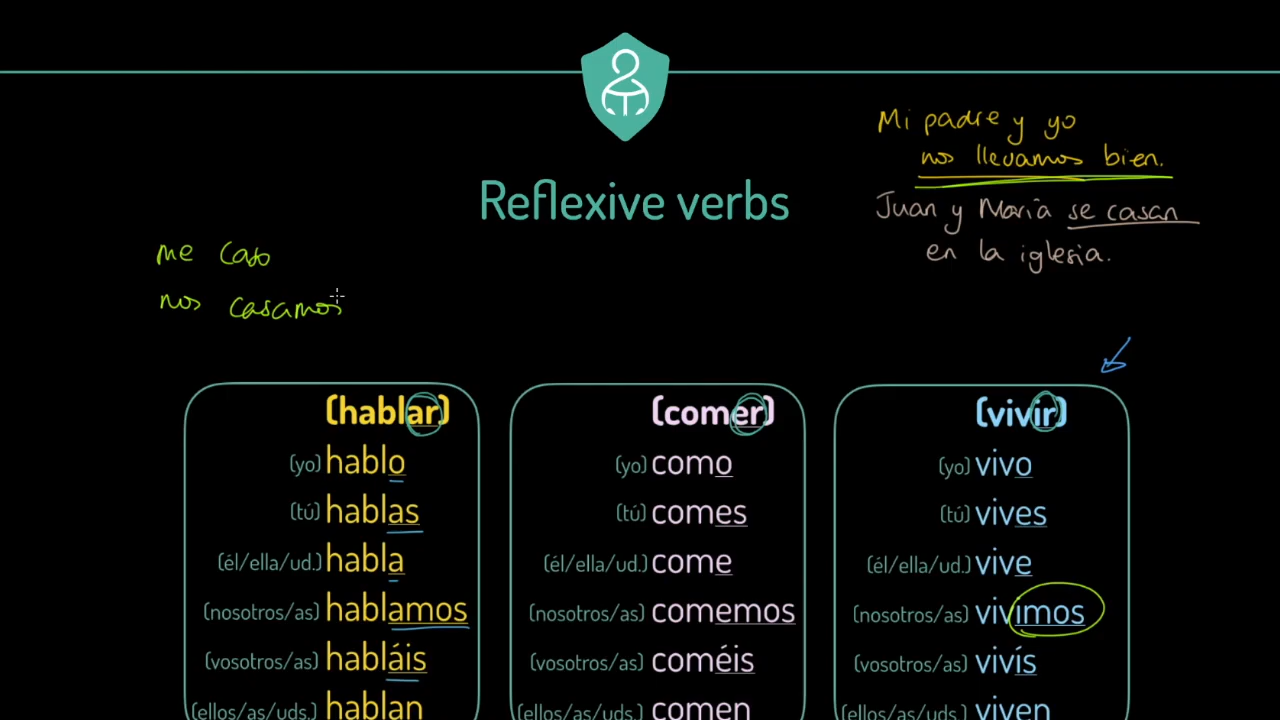 Mi padre y yo
nos llevamos bien.
Reflexive verbs
Juan y María se casan
en la iglesia.
me caso
nos casamos
(hablar)
(yo) hablo
(tú) hablas
(él/ella/ud.) habla
(nosotros/as) hablamos
(vosotros/as) habláis
(ellos/as/uds.) hablan
(comer)
(yo) como
(tú) comes
(él/ella/ud.) come
(nosotros/as) comemos
(vosotros/as) coméis
(ellos/as/uds.) comen
(vivir)
(yo) vivo
(tú) vives
(él/ella/ud.) vive
(nosotros/as) vivimos
(vosotros/as) vivís
(ellos/as/uds.) viven